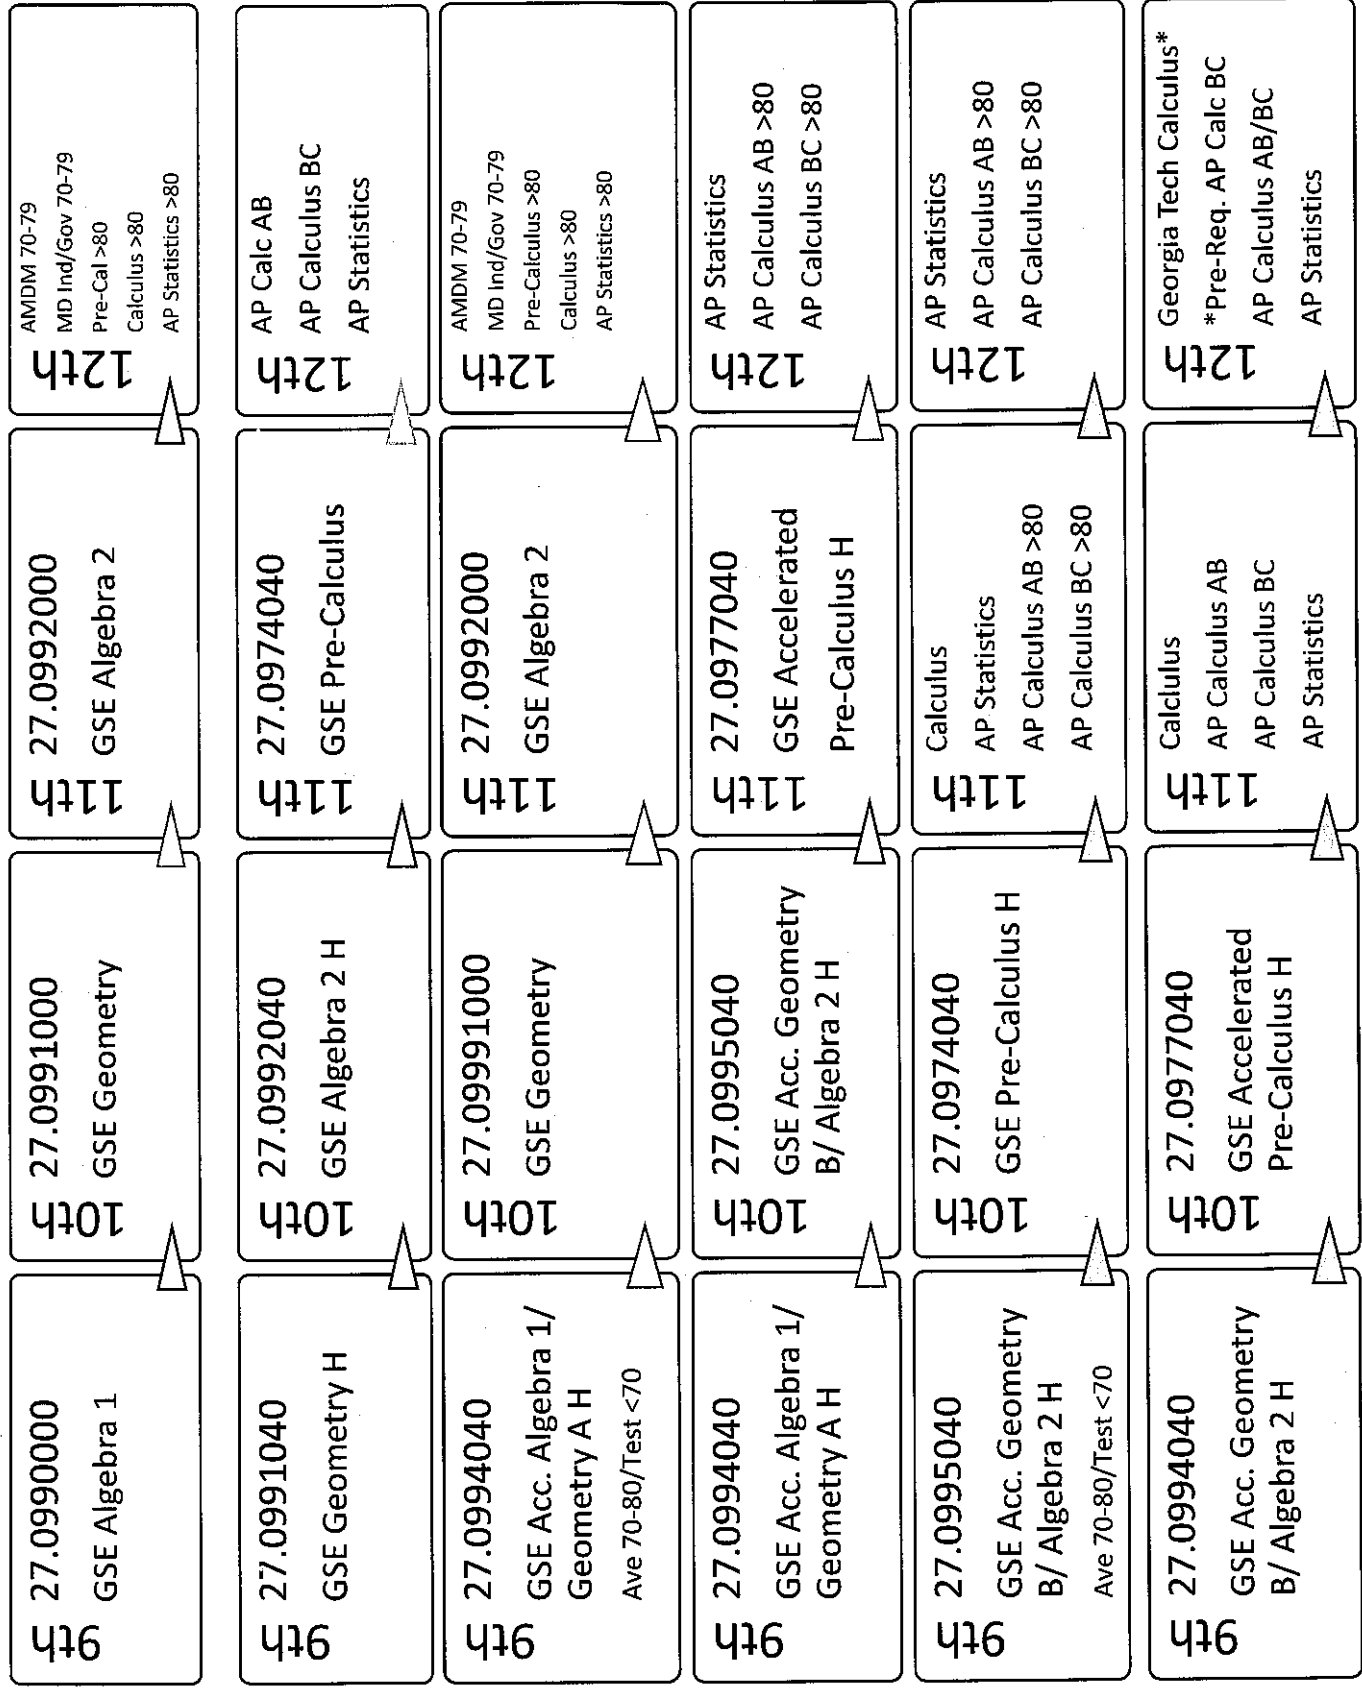 9th
27.0990000
GSE Algebra 1
10th
27.0991000
GSE Geometry
11th
27.0992000
GSE Algebra 2
12th
AMDM 70-79
MD Ind/Gov 70-79
Pre-Cal >80
Calculus >80
AP Statistics >80
9th
27.0991040
GSE Geometry H
10th
27.0992040
GSE Algebra 2 H
11th
27.0974040
GSE Pre-Calculus
12th
AP Calc AB
AP Calculus BC
AP Statistics
9th
27.0994040
GSE Acc. Algebra 1/
Geometry A H
Ave 70-80/Test <70
10th
27.09991000
GSE Geometry
11th
27.0992000
GSE Algebra 2
12th
AMDM 70-79
MD Ind/Gov 70-79
Pre-Calculus >80
Calculus >80
AP Statistics >80
9th
27.0994040
GSE Acc. Algebra 1/
Geometry A H
10th
27.0995040
GSE Acc. Geometry
B/ Algebra 2 H
11th
27.0977040
GSE Accelerated
Pre-Calculus H
12th
AP Statistics
AP Calculus AB >80
AP Calculus BC >80
9th
27.0995040
GSE Acc. Geometry
B/ Algebra 2 H
Ave 70-80/Test <70
10th
27.0974040
GSE Pre-Calculus H
11th
Calculus
AP Statistics
AP Calculus AB >80
AP Calculus BC >80
12th
AP Statistics
AP Calculus AB >80
AP Calculus BC >80
9th
27.0994040
GSE Acc. Geometry
B/ Algebra 2 H
10th
27.0977040
GSE Accelerated
Pre-Calculus H
11th
Calclulus
AP Calculus AB
AP Calculus BC
AP Statistics
12th
Georgia Tech Calculus*
*Pre-Req. AP Calc BC
AP Calculus AB/BC
AP Statistics